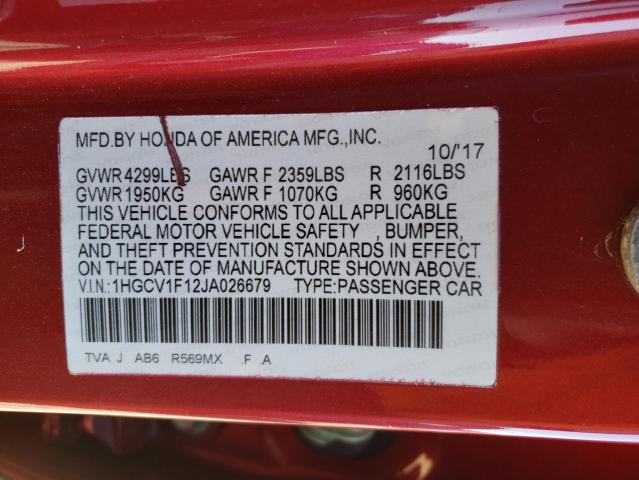 MFD.BY HONDA OF AMERICA MFG.,INC.
10/'17
GVWR 4299LBS GAWR F 2359LBS R 2116LBS
GVWR 1950KG GAWR F 1070KG R 960KG
THIS VEHICLE CONFORMS TO ALL APPLICABLE
FEDERAL MOTOR VEHICLE SAFETY , BUMPER,
AND THEFT PREVENTION STANDARDS IN EFFECT
ON THE DATE OF MANUFACTURE SHOWN ABOVE.
V.I.N.:1HGCV1F12JA026679 TYPE:PASSENGER CAR
TVA J AB6 R569MX .F .A